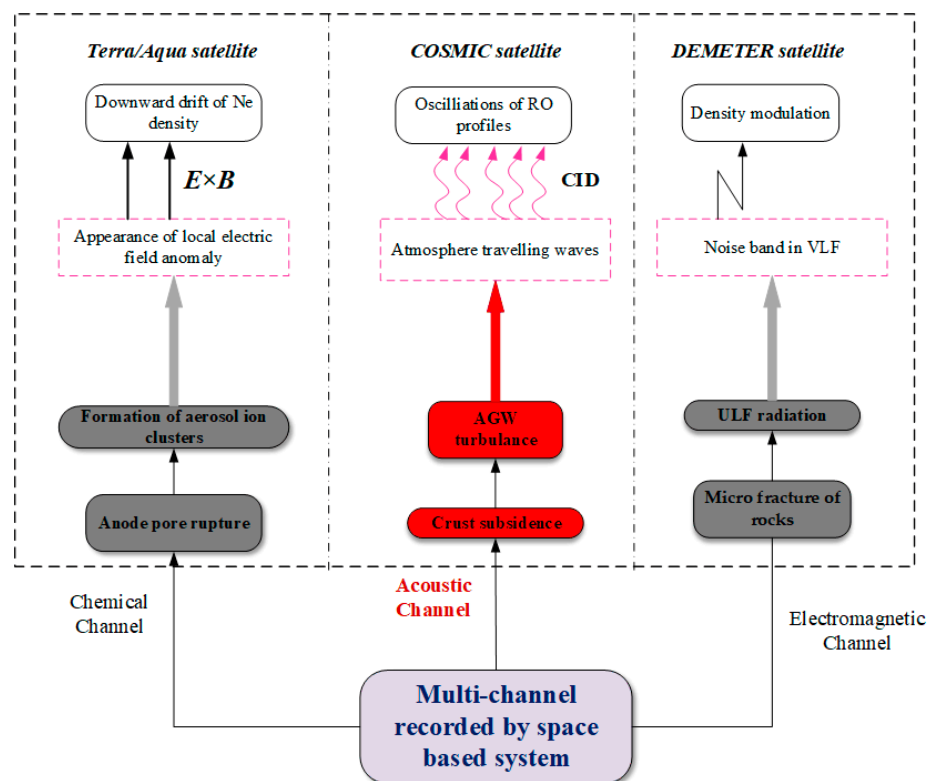 Terra/Aqua satellite
Downward drift of Ne
density
E×B
Appearance of local electric
field anomaly
Formation of aerosol ion
clusters
Anode pore rupture
Chemical
Channel
COSMIC satellite
Oscilliations of RO
profiles
CID
Atmosphere travelling waves
AGW
turbulance
Crust subsidence
Acoustic
Channel
DEMETER satellite
Density modulation
Noise band in VLF
ULF radiation
Micro fracture of
rocks
Electromagnetic
Channel
Multi-channel
recorded by space
based system